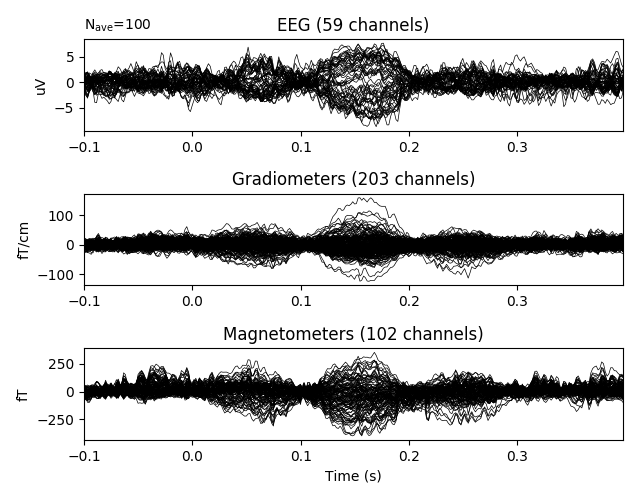 N_ave=100
EEG (59 channels)
uV
5
0
−5
−0.1 0.0 0.1 0.2 0.3
Gradiometers (203 channels)
fT/cm
100
0
−100
−0.1 0.0 0.1 0.2 0.3
Magnetometers (102 channels)
fT
250
0
−250
−0.1 0.0 0.1 0.2 0.3
Time (s)